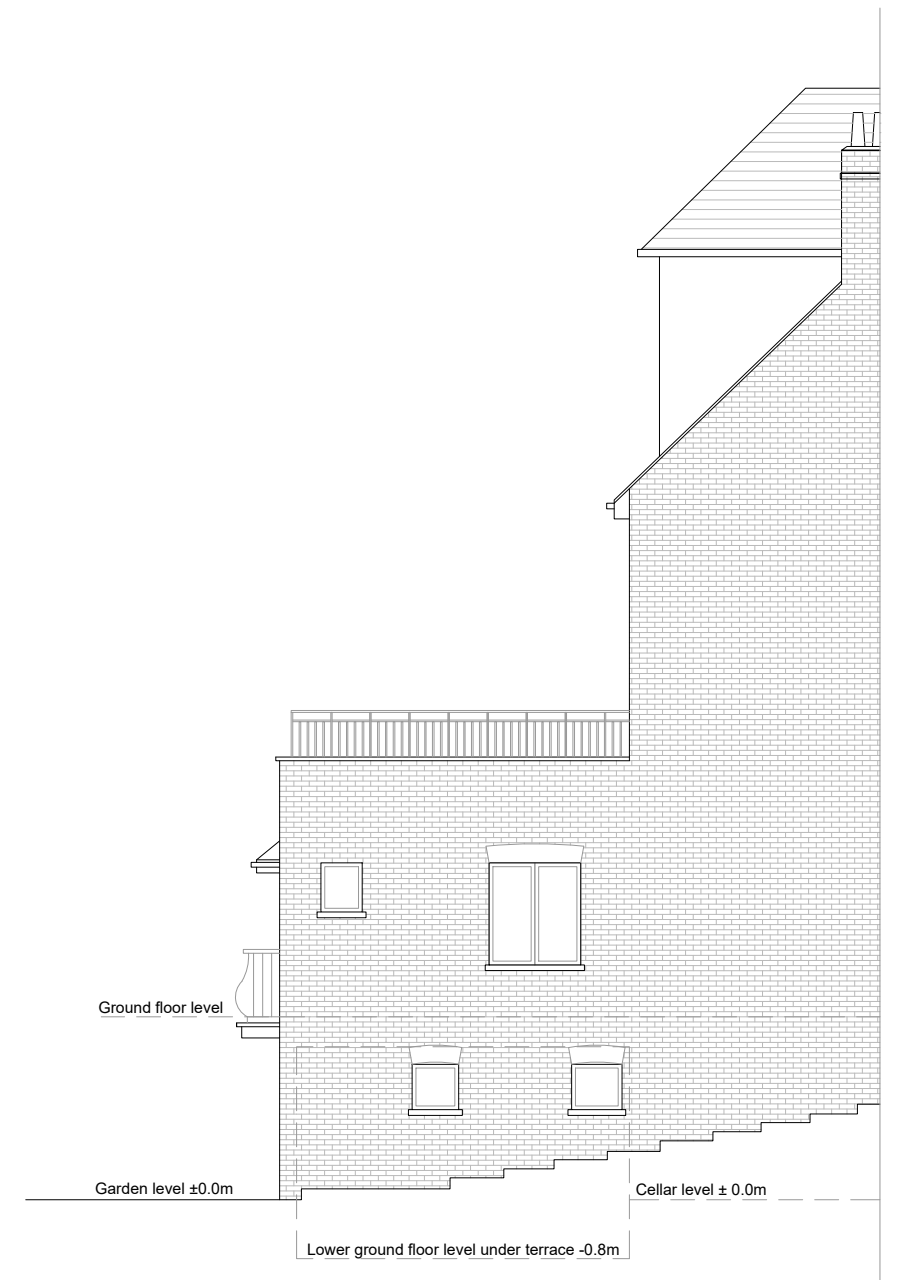 Ground floor level
Garden level ±0.0m
Cellar level ± 0.0m
Lower ground floor level under terrace -0.8m